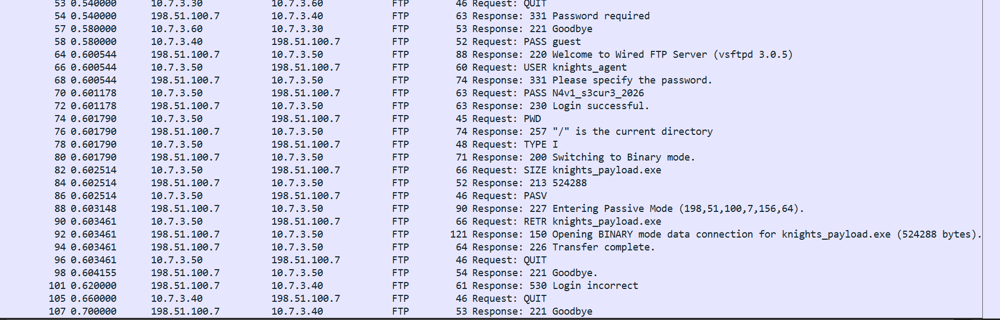 53 0.540000 10.7.3.30 10.7.3.60 FTP 46 Request: QUIT
54 0.540000 198.51.100.7 10.7.3.40 FTP 63 Response: 331 Password required
57 0.580000 10.7.3.60 10.7.3.30 FTP 53 Response: 221 Goodbye
58 0.580000 10.7.3.40 198.51.100.7 FTP 52 Request: PASS guest
64 0.600544 198.51.100.7 10.7.3.50 FTP 88 Response: 220 Welcome to Wired FTP Server (vsftpd 3.0.5)
66 0.600544 10.7.3.50 198.51.100.7 FTP 60 Request: USER knights_agent
68 0.600544 198.51.100.7 10.7.3.50 FTP 74 Response: 331 Please specify the password.
70 0.601178 10.7.3.50 198.51.100.7 FTP 63 Request: PASS N4v1_s3cur3_2026
72 0.601178 198.51.100.7 10.7.3.50 FTP 63 Response: 230 Login successful.
74 0.601790 10.7.3.50 198.51.100.7 FTP 45 Request: PWD
76 0.601790 198.51.100.7 10.7.3.50 FTP 74 Response: 257 "/" is the current directory
78 0.601790 10.7.3.50 198.51.100.7 FTP 48 Request: TYPE I
80 0.601790 198.51.100.7 10.7.3.50 FTP 71 Response: 200 Switching to Binary mode.
82 0.602514 10.7.3.50 198.51.100.7 FTP 66 Request: SIZE knights_payload.exe
84 0.602514 198.51.100.7 10.7.3.50 FTP 52 Response: 213 524288
86 0.602514 10.7.3.50 198.51.100.7 FTP 46 Request: PASV
88 0.603148 198.51.100.7 10.7.3.50 FTP 90 Response: 227 Entering Passive Mode (198,51,100,7,156,64).
90 0.603461 10.7.3.50 198.51.100.7 FTP 66 Request: RETR knights_payload.exe
92 0.603461 198.51.100.7 10.7.3.50 FTP 121 Response: 150 Opening BINARY mode data connection for knights_payload.exe (524288 bytes).
94 0.603461 198.51.100.7 10.7.3.50 FTP 64 Response: 226 Transfer complete.
96 0.603461 10.7.3.50 198.51.100.7 FTP 46 Request: QUIT
98 0.604155 198.51.100.7 10.7.3.50 FTP 54 Response: 221 Goodbye.
101 0.620000 198.51.100.7 10.7.3.40 FTP 61 Response: 530 Login incorrect
105 0.660000 10.7.3.40 198.51.100.7 FTP 46 Request: QUIT
107 0.700000 198.51.100.7 10.7.3.40 FTP 53 Response: 221 Goodbye